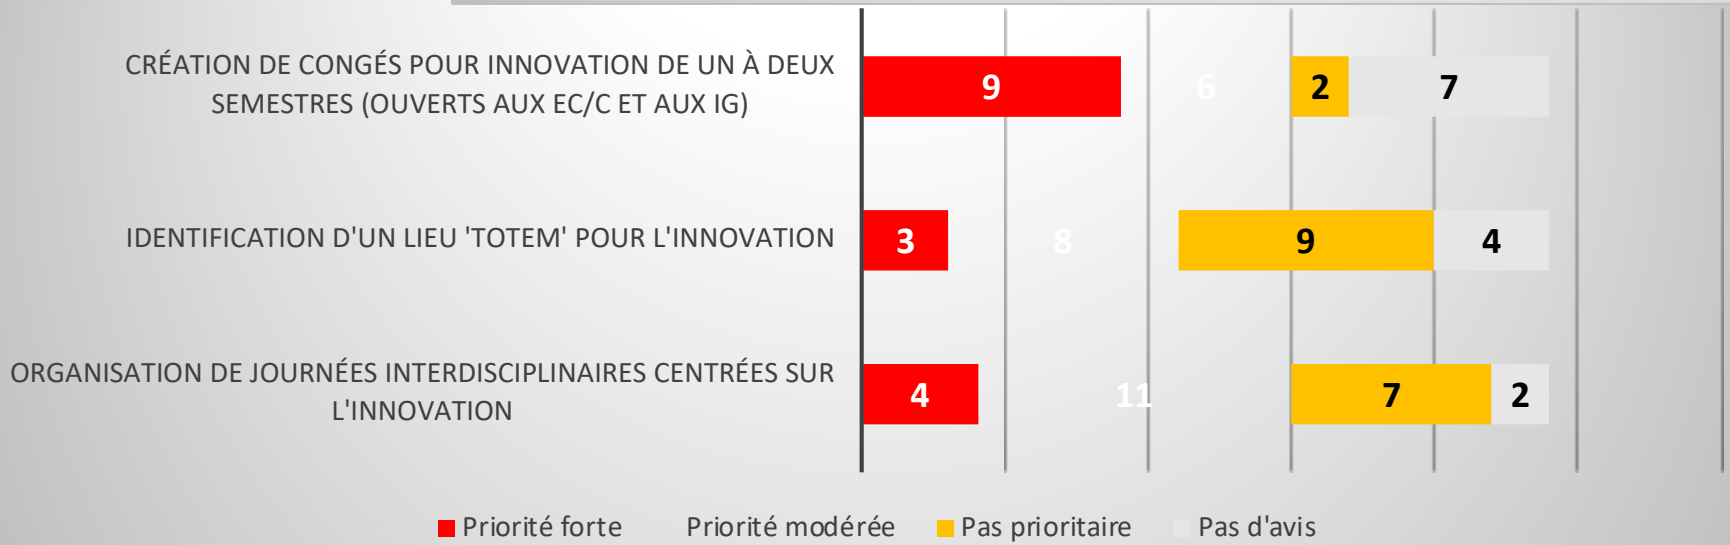 CRÉATION DE CONGÉS POUR INNOVATION DE UN À DEUX
SEMESTRES (OUVERTS AUX EC/C ET AUX IG)
9 6 2 7
IDENTIFICATION D'UN LIEU 'TOTEM' POUR L'INNOVATION
3 8 9 4
ORGANISATION DE JOURNÉES INTERDISCIPLINAIRES CENTRÉES SUR
L'INNOVATION
4 11 7 2
Priorité forte Priorité modérée Pas prioritaire Pas d'avis